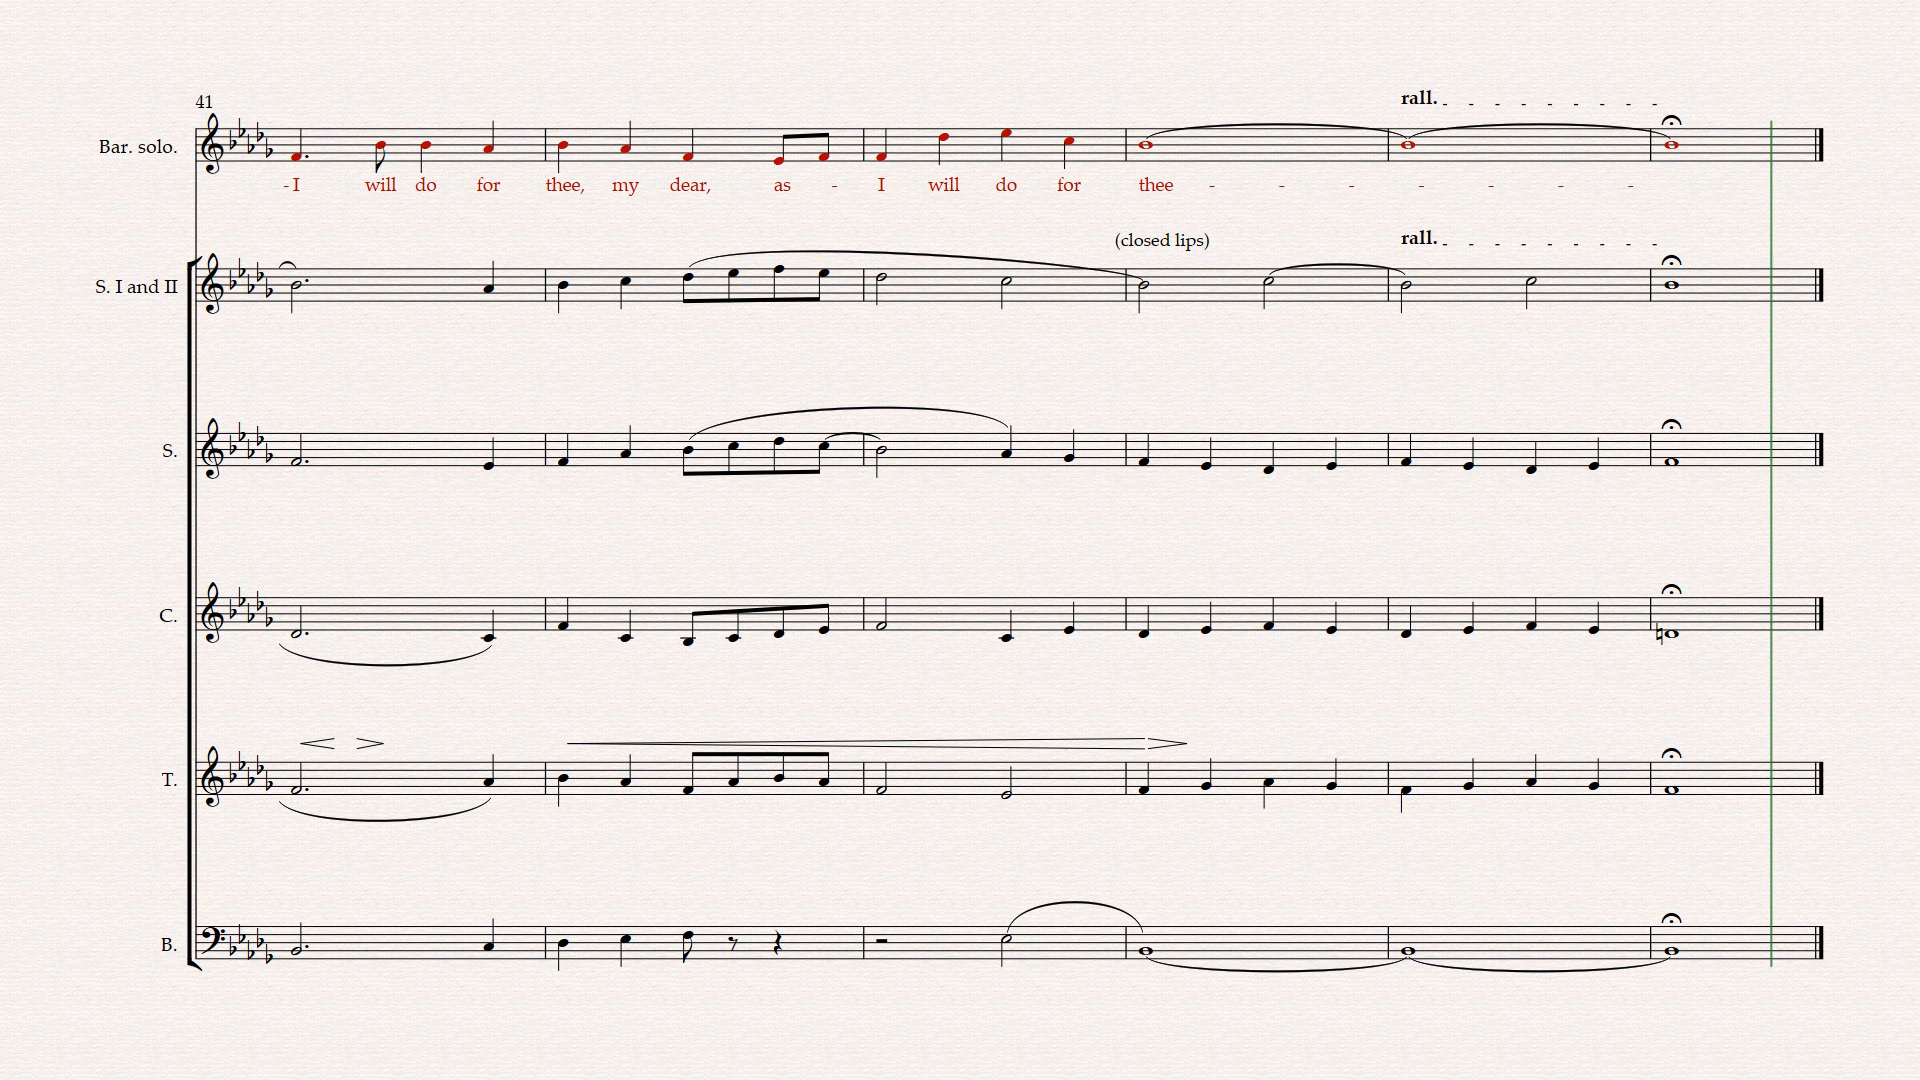 41
rall.
Bar. solo.
- I will do for thee, my dear, as - I will do for thee - - - - - - -
(closed lips)
rall.
S. I and II
S.
C.
T.
B.